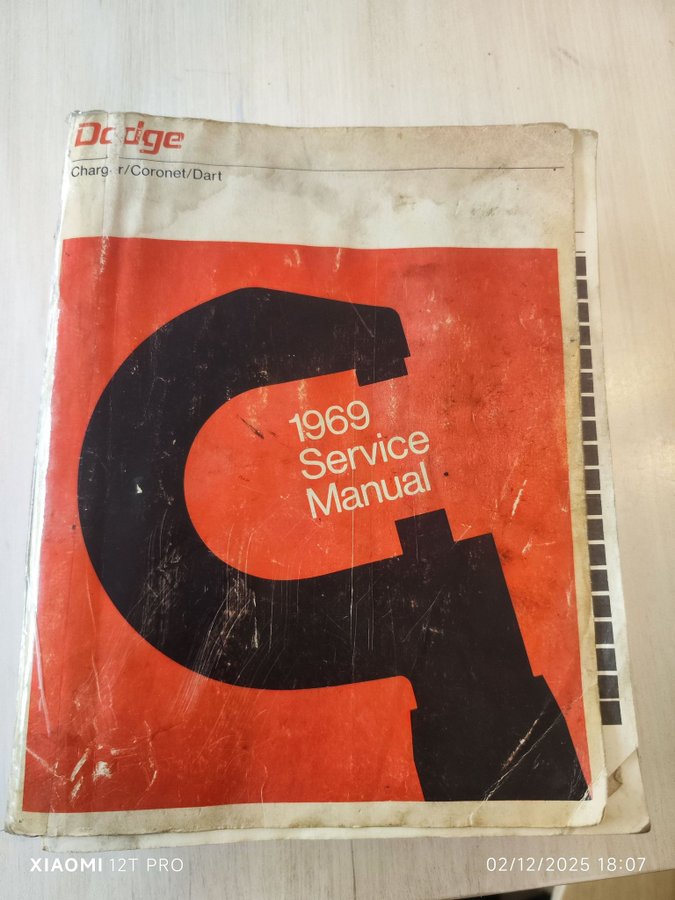 Dodge
Charger/Coronet/Dart
1969
Service
Manual
XIAOMI 12T PRO
02/12/2025 18:07